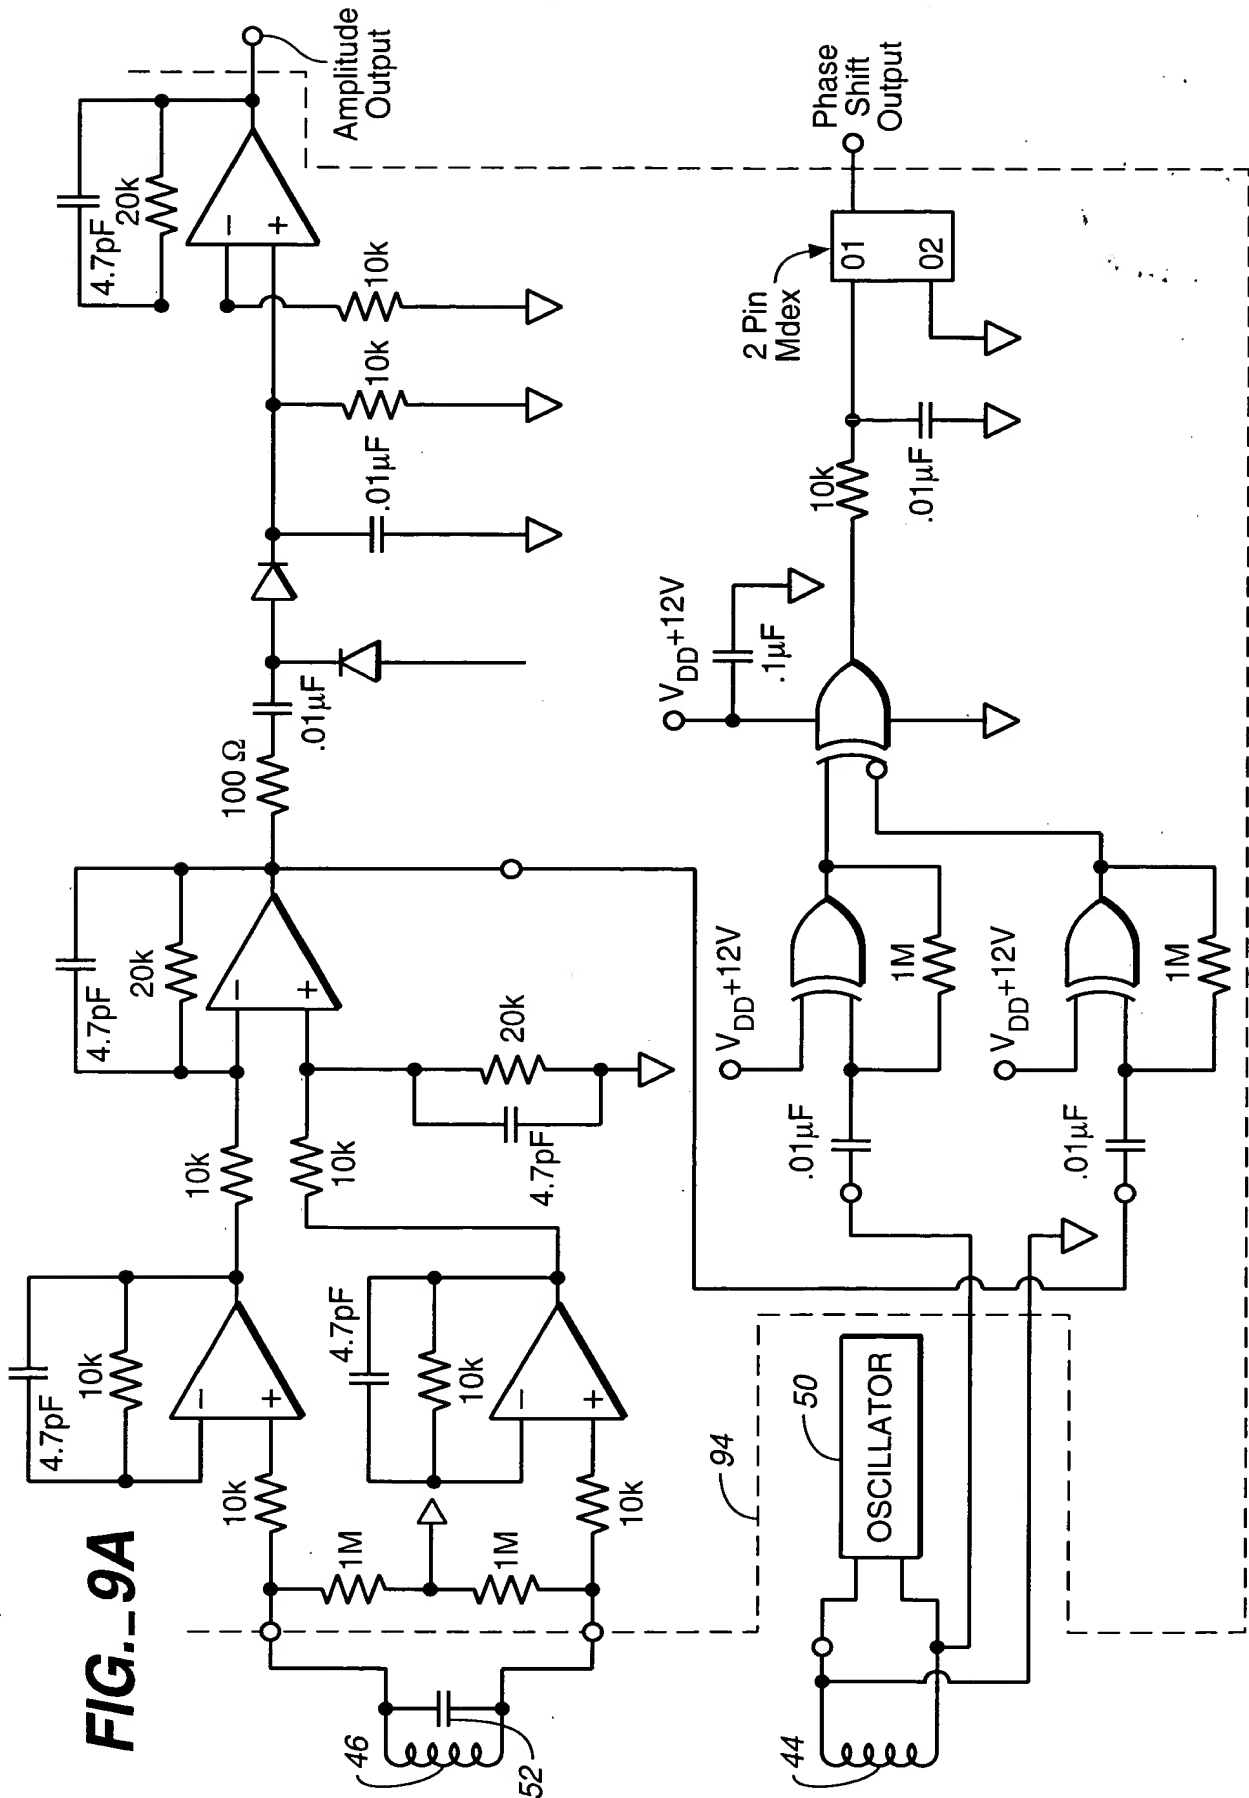 FIG._9A
4.7pF
10k
10k
1M
1M
10k
4.7pF
10k
−
+
−
+
46
52
10k
10k
4.7pF
20k
−
+
4.7pF
20k
100 Ω
.01µF
.01µF
10k
10k
4.7pF
20k
−
+
Amplitude
Output
44
OSCILLATOR
50
94
.01µF
VDD+12V
1M
.01µF
VDD+12V
1M
VDD+12V
.1µF
10k
.01µF
2 Pin
Mdex
01
02
Phase
Shift
Output